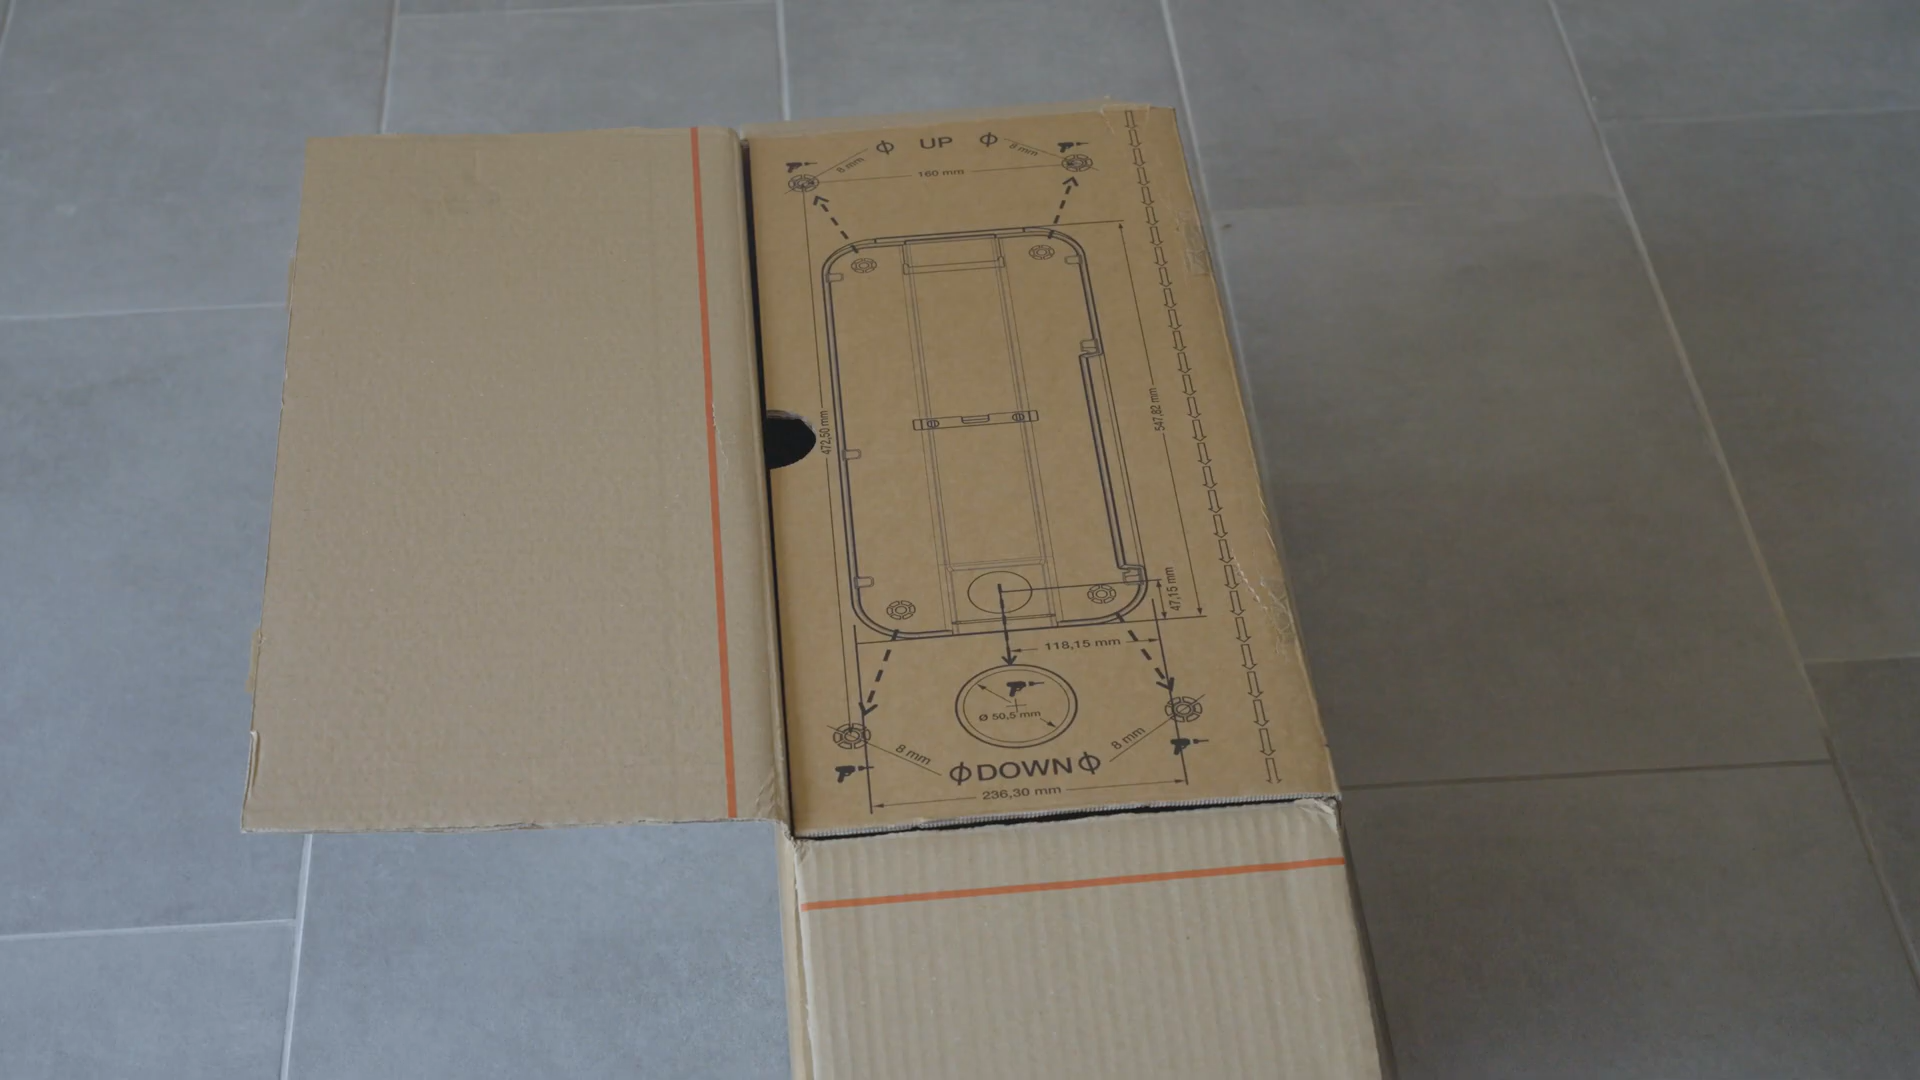 ϕ UP ϕ
8 mm
8 mm
160 mm
472,50 mm
547,82 mm
47,15 mm
118,15 mm
Ø 50,5 mm
8 mm
8 mm
ϕ DOWN ϕ
236,30 mm